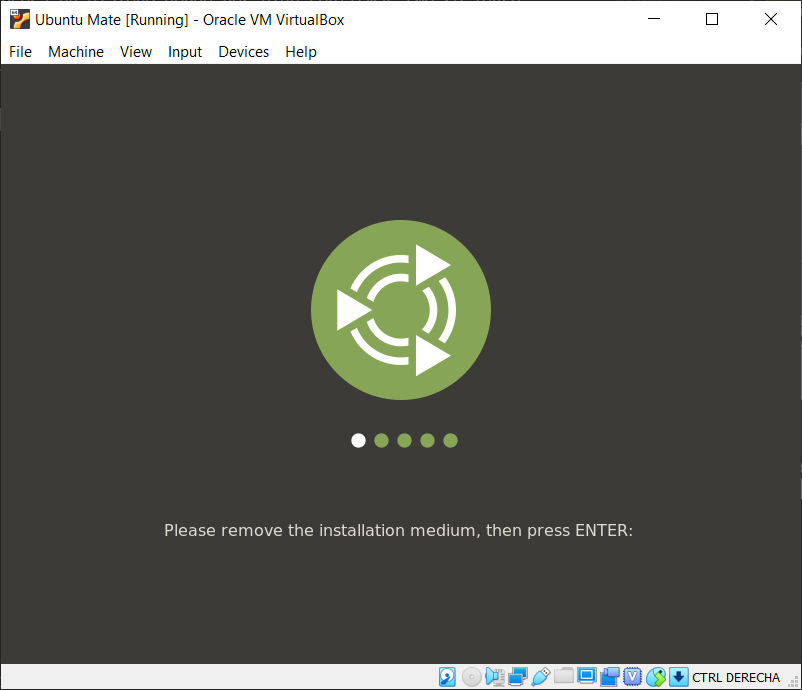 Ubuntu Mate [Running] - Oracle VM VirtualBox
File Machine View Input Devices Help
Please remove the installation medium, then press ENTER:
CTRL DERECHA